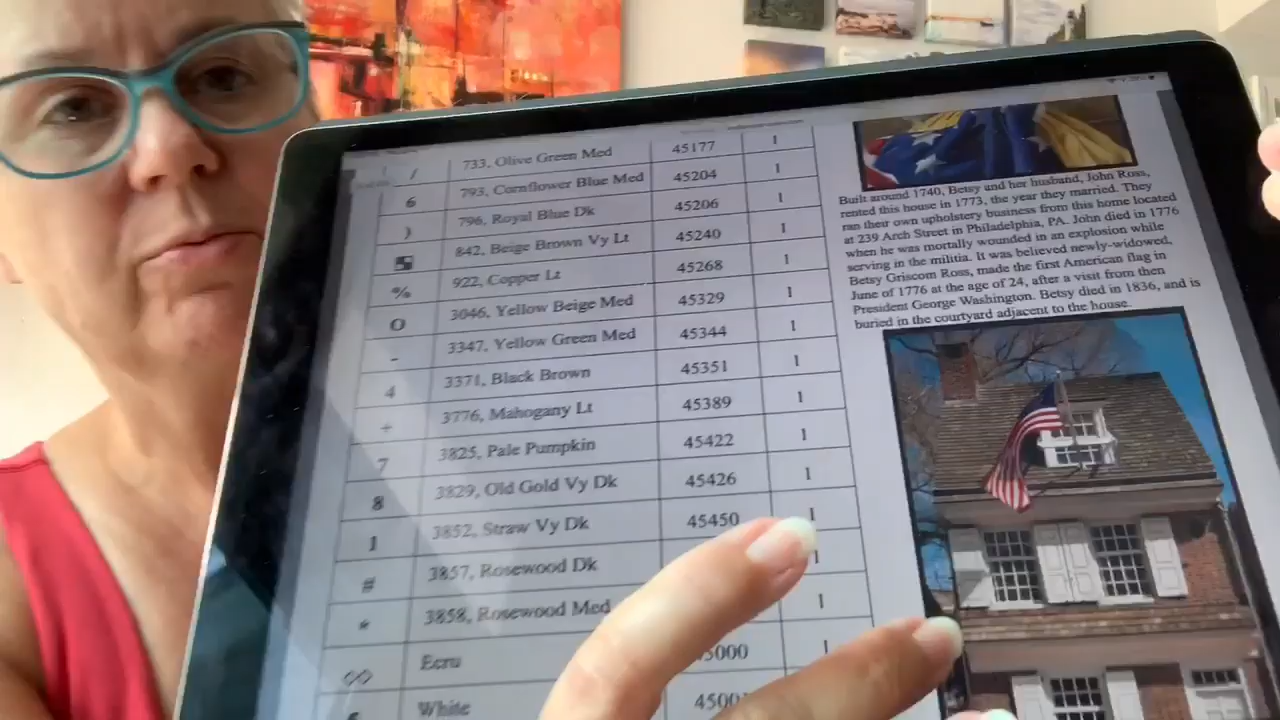 / 733, Olive Green Med 45177 1
6 793, Cornflower Blue Med 45204 1
) 796, Royal Blue Dk 45206 1
842, Beige Brown Vy Lt 45240 1
% 922, Copper Lt 45268 1
O 3046, Yellow Beige Med 45329 1
- 3347, Yellow Green Med 45344 1
4 3371, Black Brown 45351 1
+ 3776, Mahogany Lt 45389 1
7 3825, Pale Pumpkin 45422 1
8 3829, Old Gold Vy Dk 45426 1
1 3852, Straw Vy Dk 45450 1
# 3857, Rosewood Dk 1
* 3858, Rosewood Med 1
Ecru 1
White
Built around 1740, Betsy and her husband, John Ross,
rented this house in 1773, the year they married. They
ran their own upholstery business from this home located
at 239 Arch Street in Philadelphia, PA. John died in 1776
when he was mortally wounded in an explosion while
serving in the militia. It was believed newly-widowed,
Betsy Griscom Ross, made the first American flag in
June of 1776 at the age of 24, after a visit from then
President George Washington. Betsy died in 1836, and is
buried in the courtyard adjacent to the house.